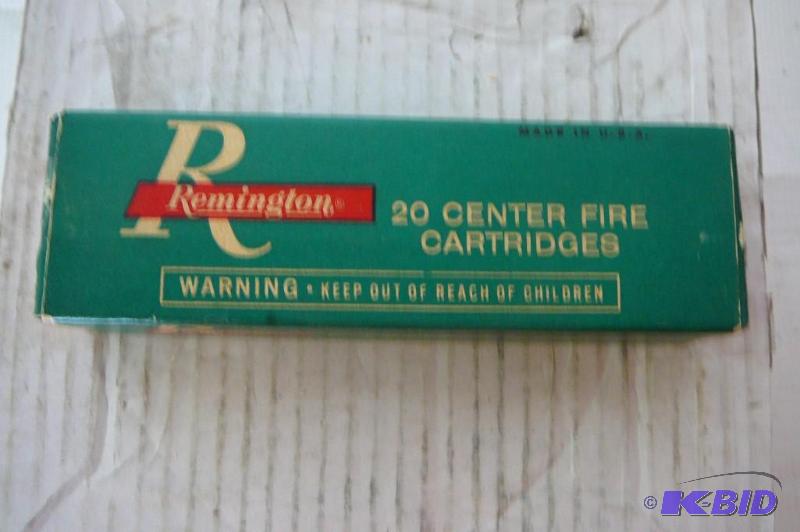 MADE IN U.S.A.
R
Remington®
20 CENTER FIRE
CARTRIDGES
WARNING • KEEP OUT OF REACH OF CHILDREN
© K-BID